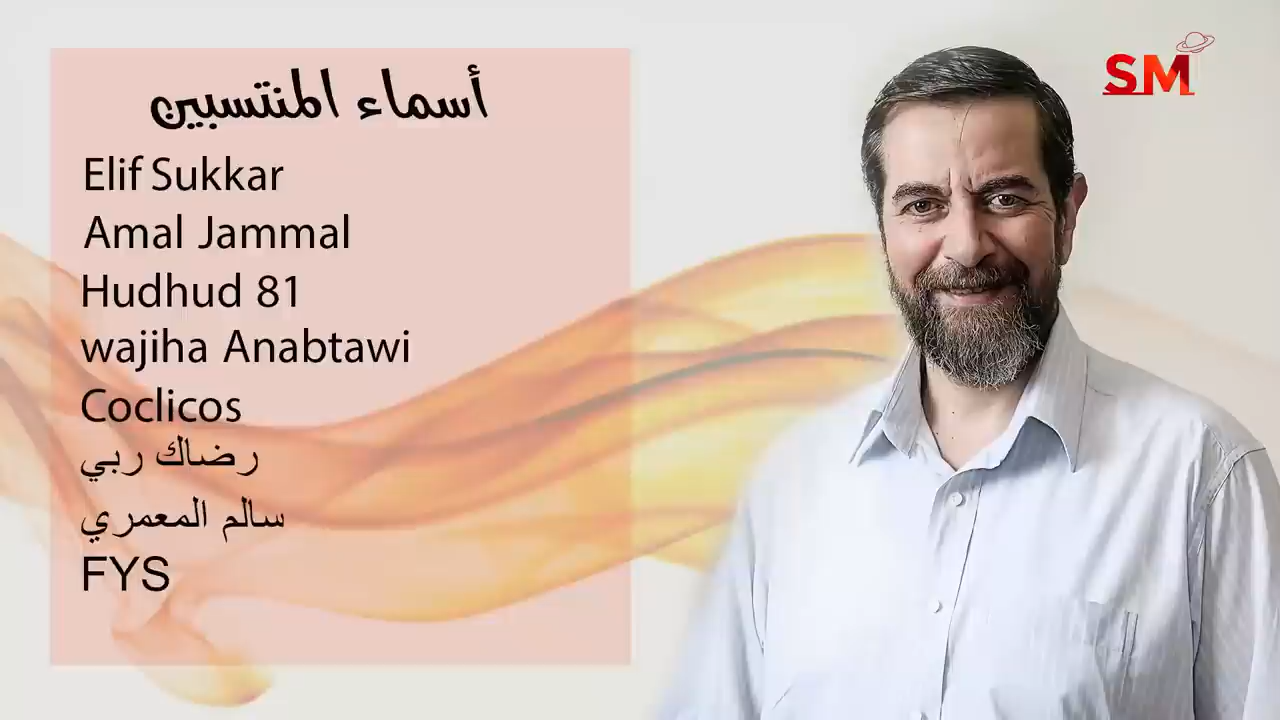 أسماء المنتسبين
Elif Sukkar
Amal Jammal
Hudhud 81
wajiha Anabtawi
Coclicos
رضاك ربي
سالم المعمري
FYS
SM